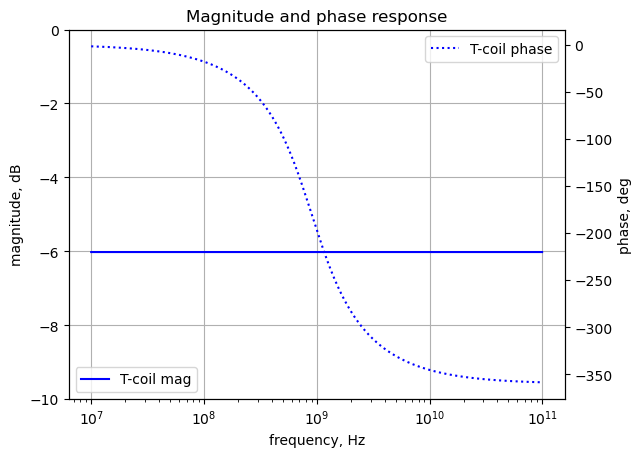 Magnitude and phase response
magnitude, dB
0
−2
−4
−6
−8
−10
T-coil phase
T-coil mag
0
−50
−100
−150
−200
−250
−300
−350
phase, deg
10⁷ 10⁸ 10⁹ 10¹⁰ 10¹¹
frequency, Hz